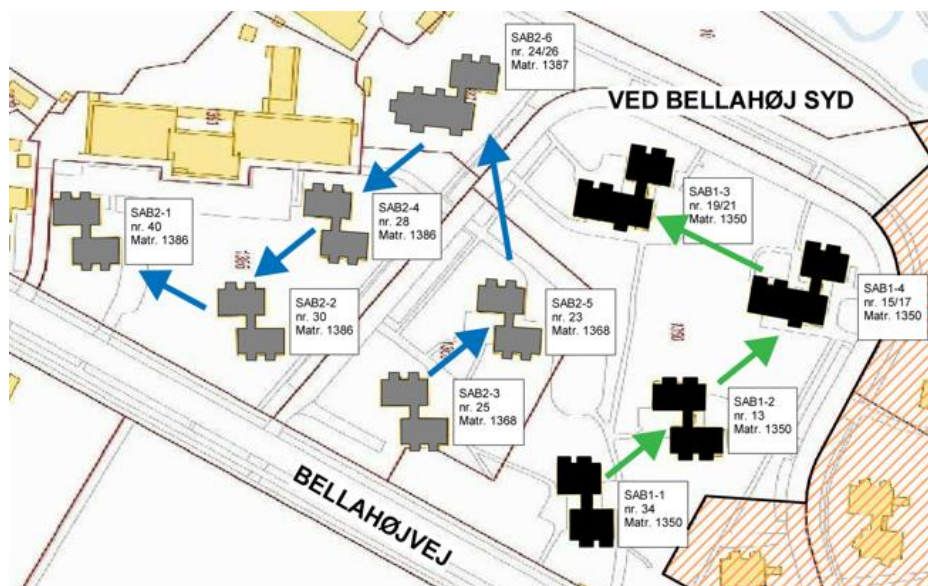 SAB2-6
nr. 24/26
Matr. 1387
VED BELLAHØJ SYD
SAB1-3
nr. 19/21
Matr. 1350
SAB2-1
nr. 40
Matr. 1386
SAB2-4
nr. 28
Matr. 1386
SAB1-4
nr. 15/17
Matr. 1350
SAB2-2
nr. 30
Matr. 1386
SAB2-5
nr. 23
Matr. 1368
1350
SAB2-3
nr. 25
Matr. 1368
SAB1-2
nr. 13
Matr. 1350
SAB1-1
nr. 34
Matr. 1350
BELLAHØJVEJ